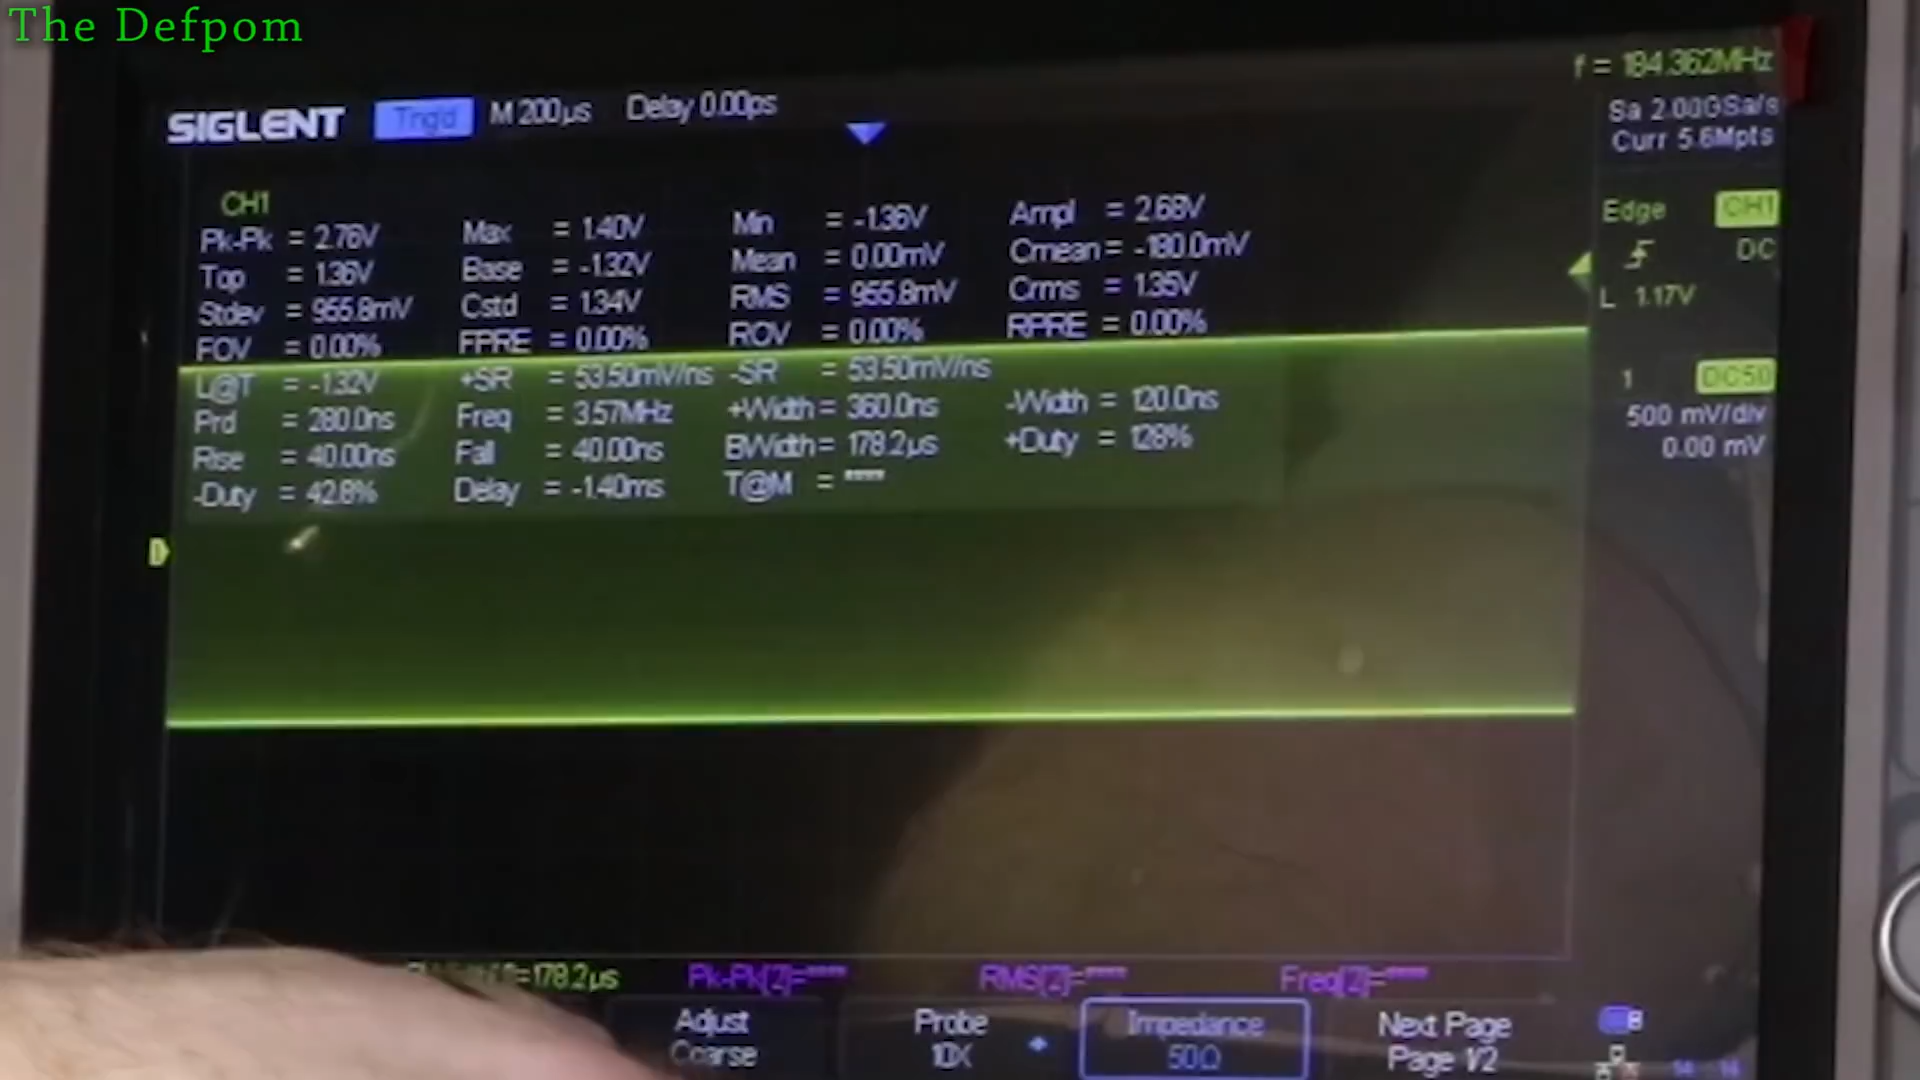 The Defpom
f = 184.362MHz
SIGLENT Trig'd M 200µs Delay 0.00ps
Sa 2.00GSa/s
Curr 5.6Mpts
CH1
Pk-Pk = 2.76V Max = 1.40V Min = -1.36V Ampl = 2.68V
Top = 1.36V Base = -1.32V Mean = 0.00mV Cmean = -180.0mV
Stdev = 955.8mV Cstd = 1.34V RMS = 955.8mV Crms = 1.35V
FOV = 0.00% FPRE = 0.00% ROV = 0.00% RPRE = 0.00%
L@T = -1.32V +SR = 53.50mV/ns -SR = 53.50mV/ns
Prd = 280.0ns Freq = 3.57MHz +Width = 360.0ns -Width = 120.0ns
Rise = 40.00ns Fall = 40.00ns BWidth = 178.2µs +Duty = 128%
-Duty = 42.8% Delay = -1.40ms T@M = ****
Edge CH1
DC
L 1.17V
1 DC50
500 mV/div
0.00 mV
=178.2µs Pk-Pk[2]=**** RMS[2]=**** Freq[2]=****
Adjust
Coarse
Probe
10X
Impedance
50Ω
Next Page
Page 1/2